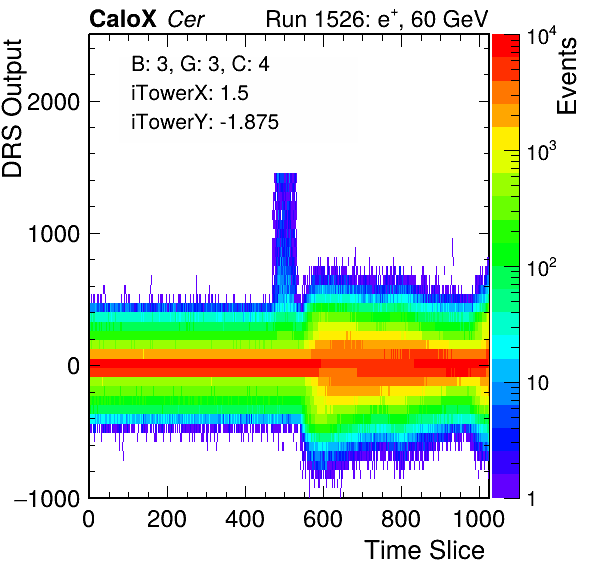 CaloX Cer Run 1526: e⁺, 60 GeV
DRS Output
Events
B: 3, G: 3, C: 4
iTowerX: 1.5
iTowerY: -1.875
2000
1000
0
−1000
0 200 400 600 800 1000
Time Slice
10⁴
10³
10²
10
1